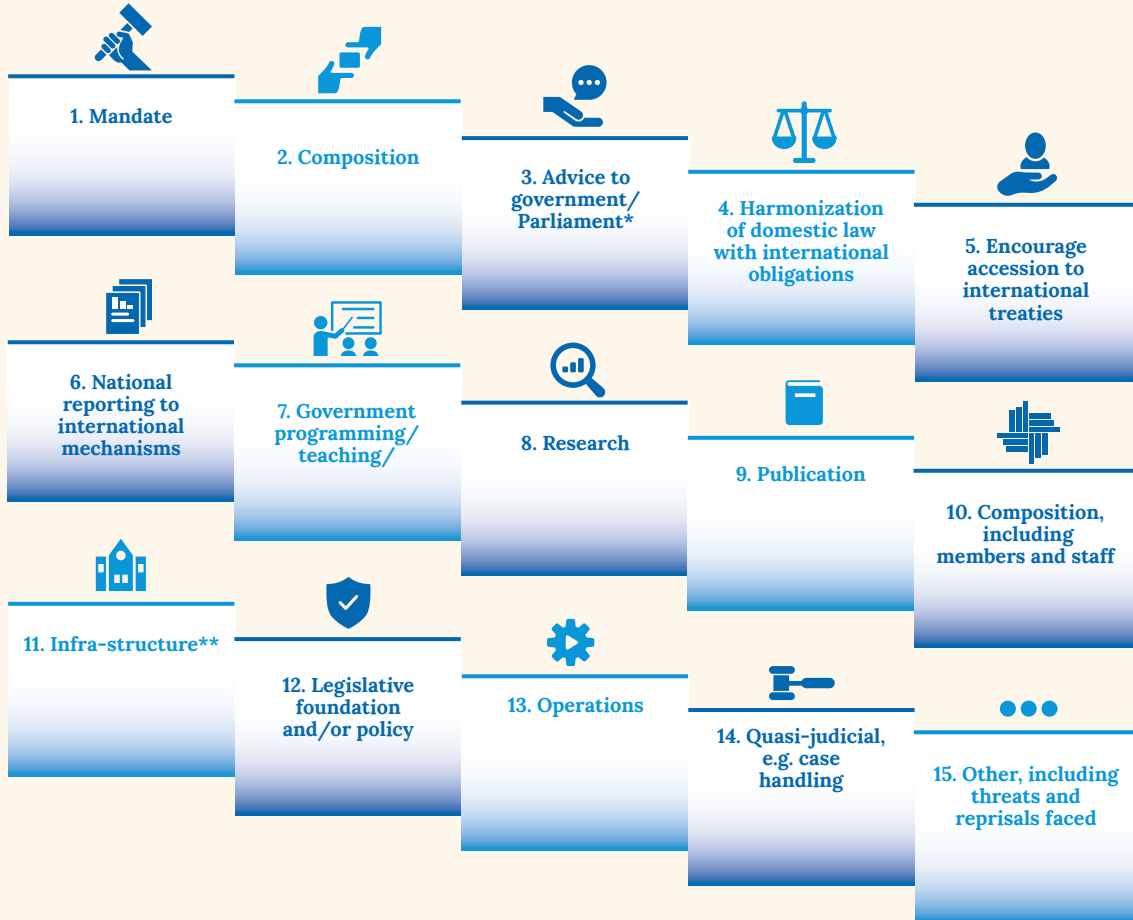 1. Mandate
2. Composition
3. Advice to
government/
Parliament*
4. Harmonization
of domestic law
with international
obligations
5. Encourage
accession to
international
treaties
6. National
reporting to
international
mechanisms
7. Government
programming/
teaching/
8. Research
9. Publication
10. Composition,
including
members and staff
11. Infra-structure**
12. Legislative
foundation
and/or policy
13. Operations
14. Quasi-judicial,
e.g. case
handling
15. Other, including
threats and
reprisals faced